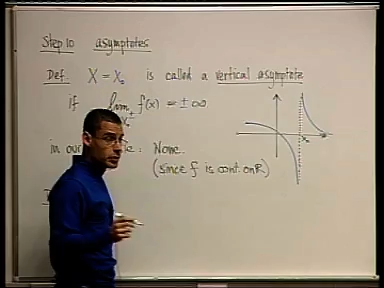 Step 10 asymptotes
Def. X = X₀ is called a vertical asymptote
if lim f(x) = ± ∞
x₀
in our : None.
(since f is cont. on ℝ)